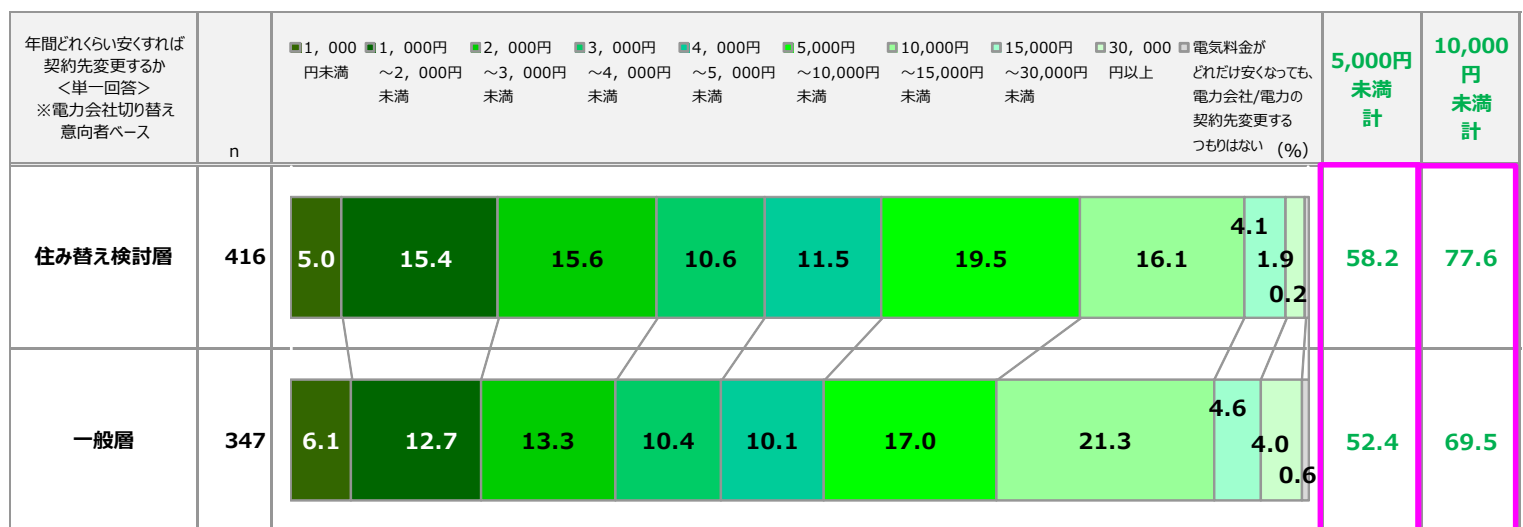 年間どれくらい安くすれば
契約先変更するか
<単一回答>
※電力会社切り替え
意向者ベース
n
1，000
円未満
1，000円
～2，000円
未満
2，000円
～3，000円
未満
3，000円
～4，000円
未満
4，000円
～5，000円
未満
5,000円
～10,000円
未満
10,000円
～15,000円
未満
15,000円
～30,000円
未満
30，000
円以上
電気料金が
どれだけ安くなっても、
電力会社/電力の
契約先変更する
つもりはない
(%)
5,000円
未満
計
10,000
円
未満
計
住み替え検討層
416
5.0
15.4
15.6
10.6
11.5
19.5
16.1
4.1
1.9
0.2
58.2
77.6
一般層
347
6.1
12.7
13.3
10.4
10.1
17.0
21.3
4.6
4.0
0.6
52.4
69.5